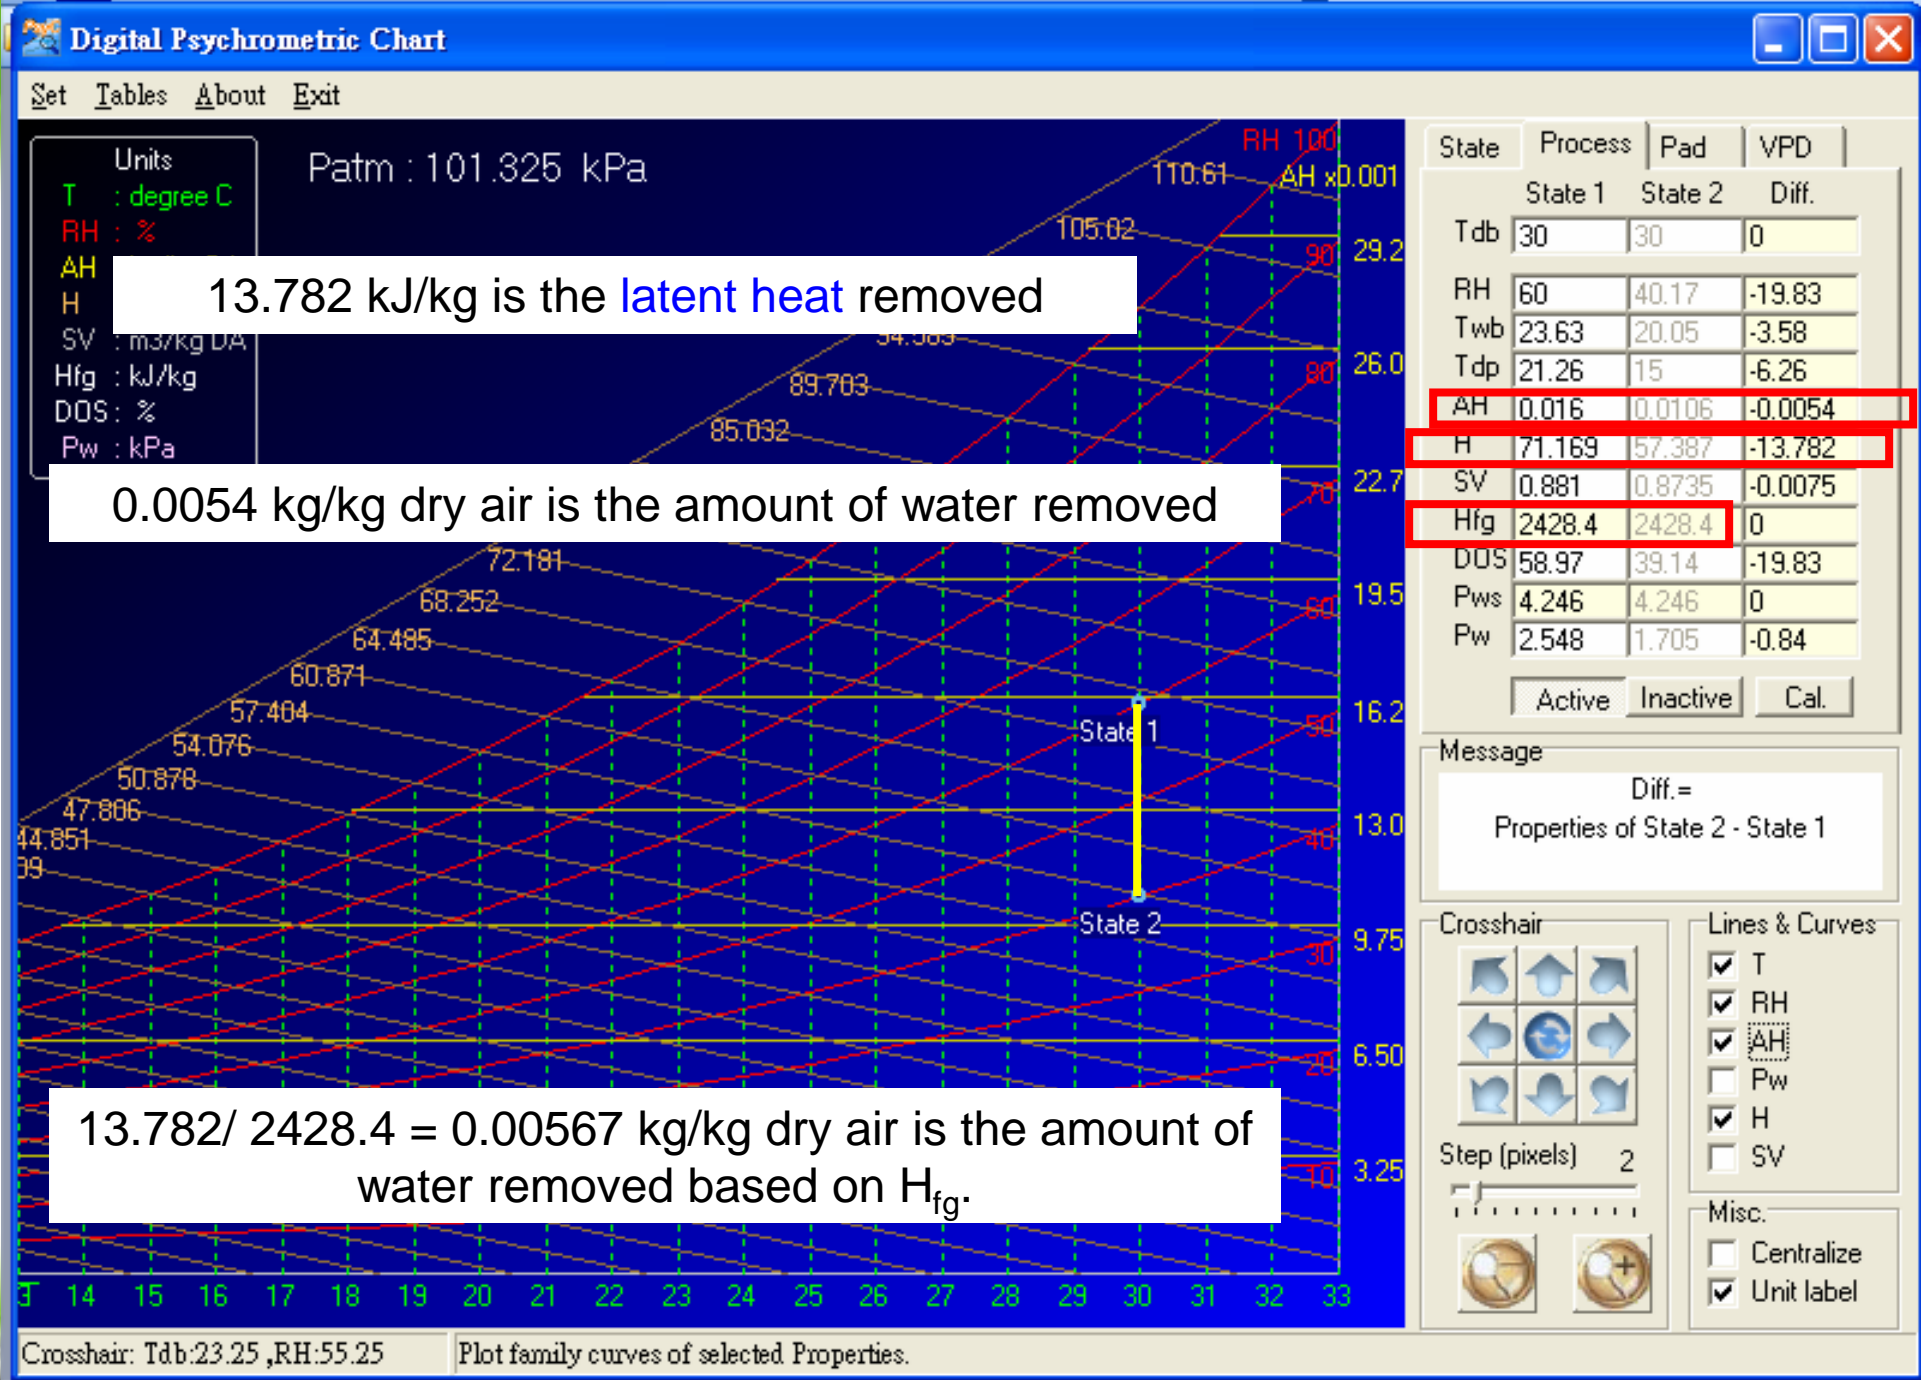 Digital Psychrometric Chart
Set Tables About Exit
Units
T : degree C
RH : %
AH
H
SV : m3/kg DA
Hfg : kJ/kg
DOS : %
Pw : kPa
Patm : 101.325 kPa
13.782 kJ/kg is the latent heat removed
0.0054 kg/kg dry air is the amount of water removed
13.782/ 2428.4 = 0.00567 kg/kg dry air is the amount of
water removed based on Hfg.
RH 100
AH x0.001
110.61
105.02
89.703
85.032
72.181
68.252
64.485
60.871
57.404
54.076
50.878
47.806
44.851
90
80
70
60
50
40
30
20
10
29.2
26.0
22.7
19.5
16.2
13.0
9.75
6.50
3.25
State 1
State 2
T 14 15 16 17 18 19 20 21 22 23 24 25 26 27 28 29 30 31 32 33
State Process Pad VPD
State 1 State 2 Diff.
Tdb 30 30 0
RH 60 40.17 -19.83
Twb 23.63 20.05 -3.58
Tdp 21.26 15 -6.26
AH 0.016 0.0106 -0.0054
H 71.169 57.387 -13.782
SV 0.881 0.8735 -0.0075
Hfg 2428.4 2428.4 0
DOS 58.97 39.14 -19.83
Pws 4.246 4.246 0
Pw 2.548 1.705 -0.84
Active Inactive Cal.
Message
Diff.=
Properties of State 2 - State 1
Crosshair
Step (pixels) 2
Lines & Curves
T
RH
AH
Pw
H
SV
Misc.
Centralize
Unit label
Crosshair: Tdb:23.25 ,RH:55.25
Plot family curves of selected Properties.